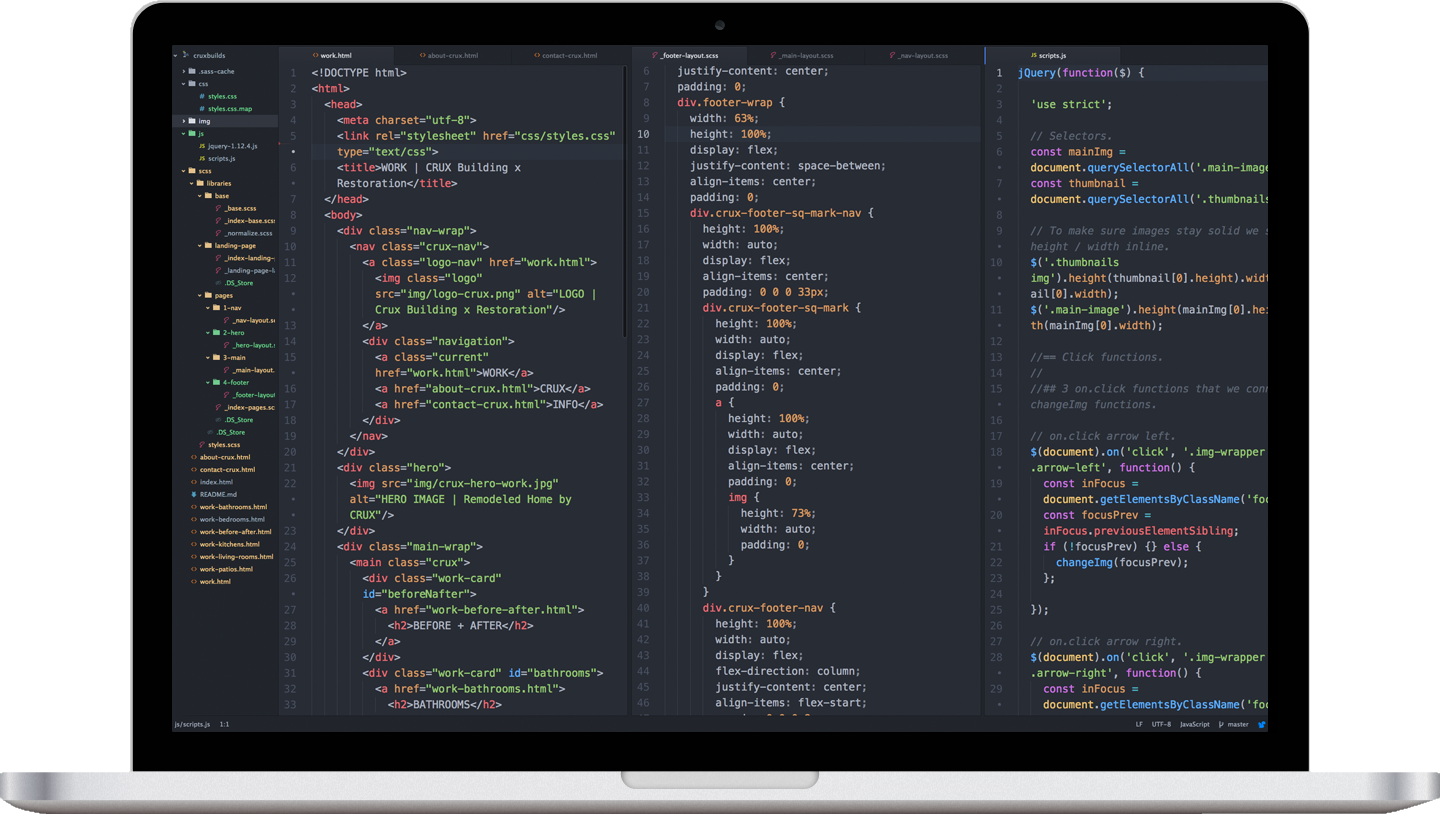 cruxbuilds
.sass-cache
css
styles.css
styles.css.map
img
js
jquery-1.12.4.js
scripts.js
scss
libraries
base
_base.scss
_index-base.scss
_normalize.scss
landing-page
_index-landing-
_landing-page-l
.DS_Store
pages
1-nav
_nav-layout.s
2-hero
_hero-layout.s
3-main
_main-layout.
4-footer
_footer-layout
_index-pages.sc
.DS_Store
.DS_Store
styles.scss
about-crux.html
contact-crux.html
index.html
README.md
work-bathrooms.html
work-bedrooms.html
work-before-after.html
work-kitchens.html
work-living-rooms.html
work-patios.html
work.html
work.html about-crux.html contact-crux.html
1 <!DOCTYPE html>
2 <html>
3 <head>
4 <meta charset="utf-8">
5 <link rel="stylesheet" href="css/styles.css"
• type="text/css">
6 <title>WORK | CRUX Building x
• Restoration</title>
7 </head>
8 <body>
9 <div class="nav-wrap">
10 <nav class="crux-nav">
11 <a class="logo-nav" href="work.html">
12 <img class="logo"
• src="img/logo-crux.png" alt="LOGO |
• Crux Building x Restoration"/>
13 </a>
14 <div class="navigation">
15 <a class="current"
• href="work.html">WORK</a>
16 <a href="about-crux.html">CRUX</a>
17 <a href="contact-crux.html">INFO</a>
18 </div>
19 </nav>
20 </div>
21 <div class="hero">
22 <img src="img/crux-hero-work.jpg"
• alt="HERO IMAGE | Remodeled Home by
• CRUX"/>
23 </div>
24 <div class="main-wrap">
25 <main class="crux">
26 <div class="work-card"
• id="beforeNafter">
27 <a href="work-before-after.html">
28 <h2>BEFORE + AFTER</h2>
29 </a>
30 </div>
31 <div class="work-card" id="bathrooms">
32 <a href="work-bathrooms.html">
33 <h2>BATHROOMS</h2>
_footer-layout.scss _main-layout.scss _nav-layout.scss
6 justify-content: center;
7 padding: 0;
8 div.footer-wrap {
9 width: 63%;
10 height: 100%;
11 display: flex;
12 justify-content: space-between;
13 align-items: center;
14 padding: 0;
15 div.crux-footer-sq-mark-nav {
16 height: 100%;
17 width: auto;
18 display: flex;
19 align-items: center;
20 padding: 0 0 0 33px;
21 div.crux-footer-sq-mark {
22 height: 100%;
23 width: auto;
24 display: flex;
25 align-items: center;
26 padding: 0;
27 a {
28 height: 100%;
29 width: auto;
30 display: flex;
31 align-items: center;
32 padding: 0;
33 img {
34 height: 73%;
35 width: auto;
36 padding: 0;
37 }
38 }
39 }
40 div.crux-footer-nav {
41 height: 100%;
42 width: auto;
43 display: flex;
44 flex-direction: column;
45 justify-content: center;
46 align-items: flex-start;
JS scripts.js
1 jQuery(function($) {
2
3 'use strict';
4
5 // Selectors.
6 const mainImg =
• document.querySelectorAll('.main-image
7 const thumbnail =
• document.querySelectorAll('.thumbnails
8
9 // To make sure images stay solid we s
• height / width inline.
10 $('.thumbnails
• img').height(thumbnail[0].height).widt
• ail[0].width);
11 $('.main-image').height(mainImg[0].hei
• th(mainImg[0].width);
12
13 //== Click functions.
14 //
15 //## 3 on.click functions that we conn
• changeImg functions.
16
17 // on.click arrow left.
18 $(document).on('click', '.img-wrapper
• .arrow-left', function() {
19 const inFocus =
• document.getElementsByClassName('foc
20 const focusPrev =
• inFocus.previousElementSibling;
21 if (!focusPrev) {} else {
22 changeImg(focusPrev);
23 };
24
25 });
26
27 // on.click arrow right.
28 $(document).on('click', '.img-wrapper
• .arrow-right', function() {
29 const inFocus =
• document.getElementsByClassName('foc
js/scripts.js 1:1
LF UTF-8 JavaScript master